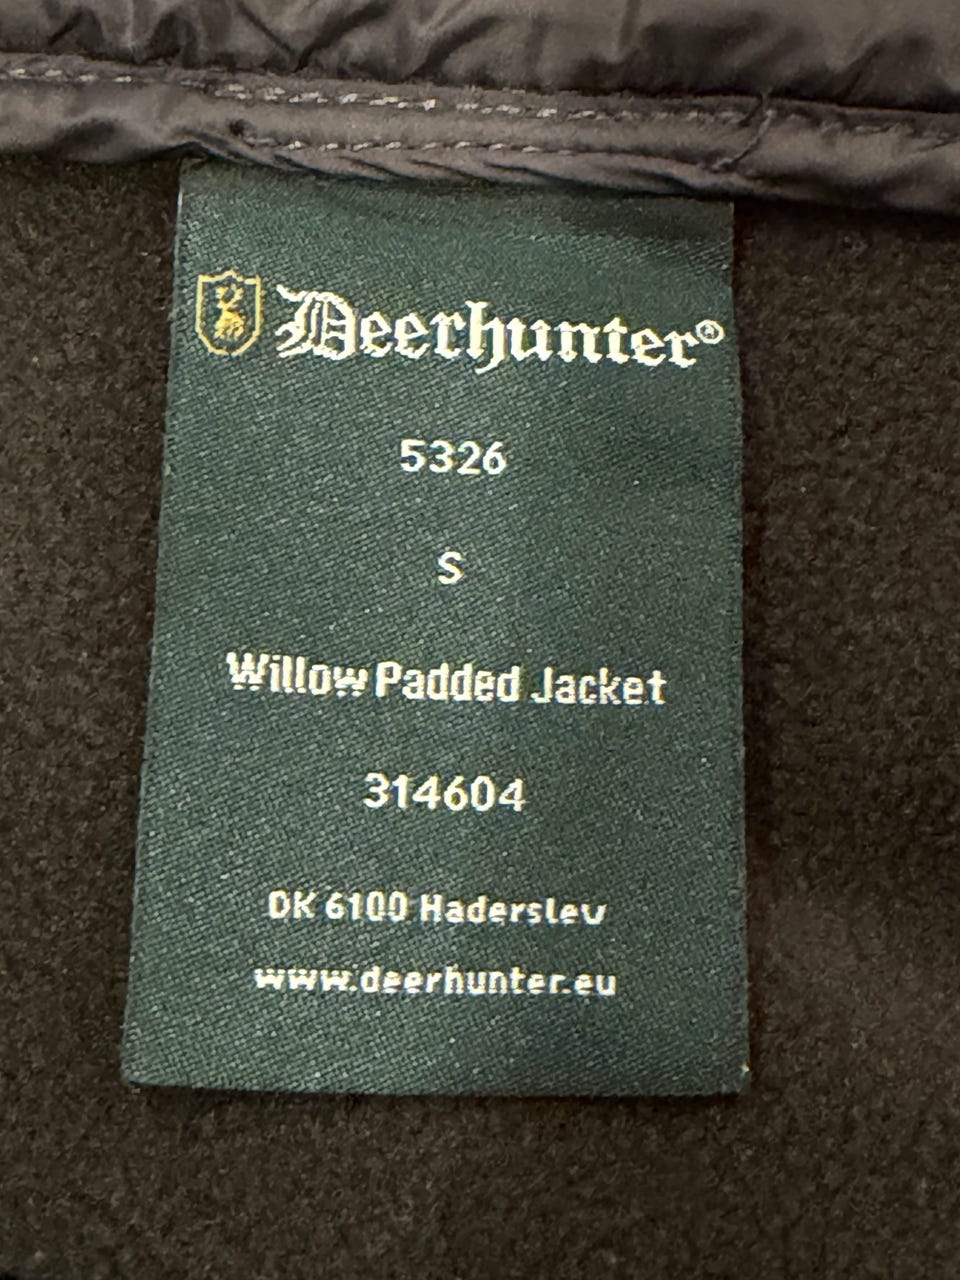 Deerhunter®
5326
S
Willow Padded Jacket
314604
DK 6100 Haderslev
www.deerhunter.eu